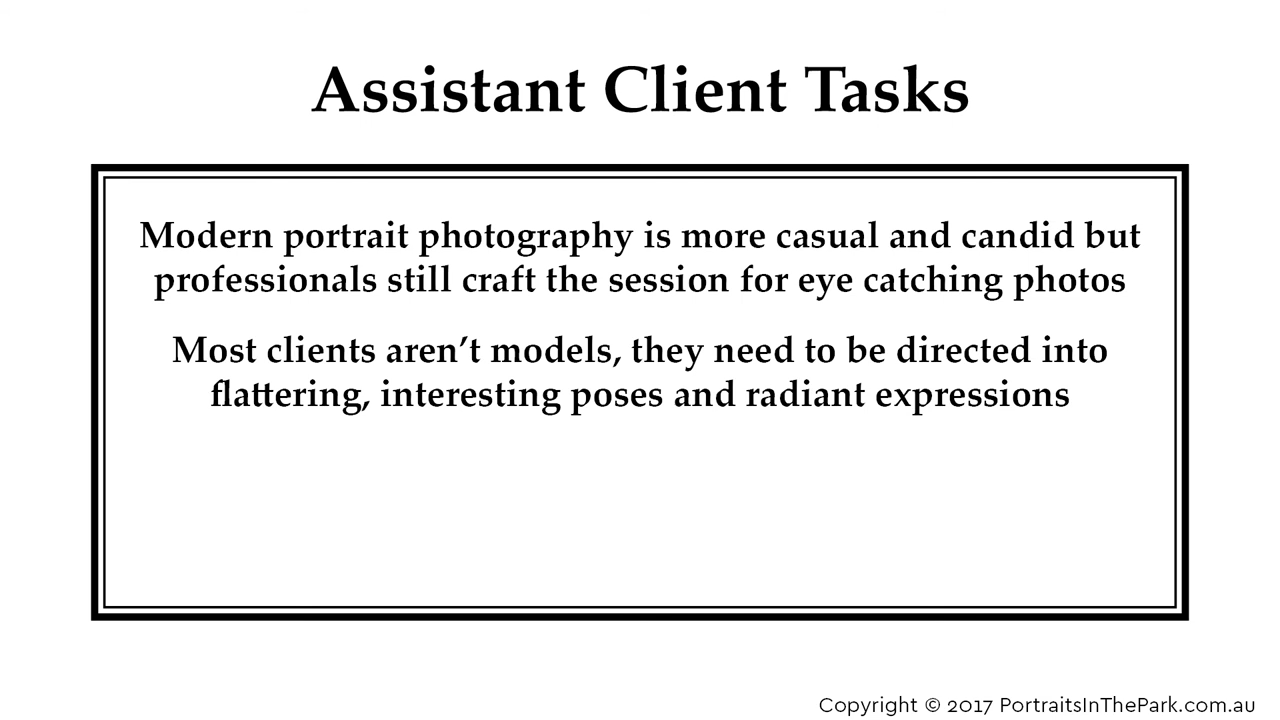 Assistant Client Tasks
Modern portrait photography is more casual and candid but
professionals still craft the session for eye catching photos
Most clients aren’t models, they need to be directed into
flattering, interesting poses and radiant expressions
Copyright © 2017 PortraitsInThePark.com.au